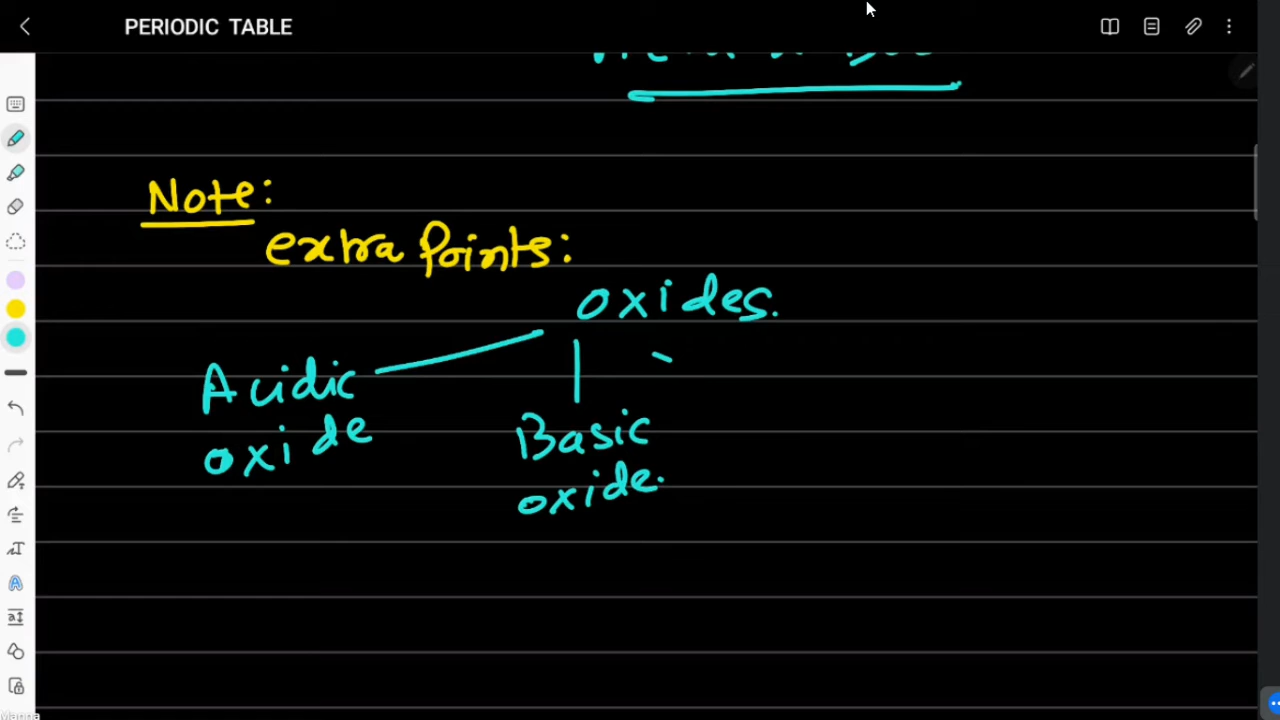 PERIODIC TABLE
Note:
extra Points:
oxides.
Acidic
oxide
Basic
oxide.